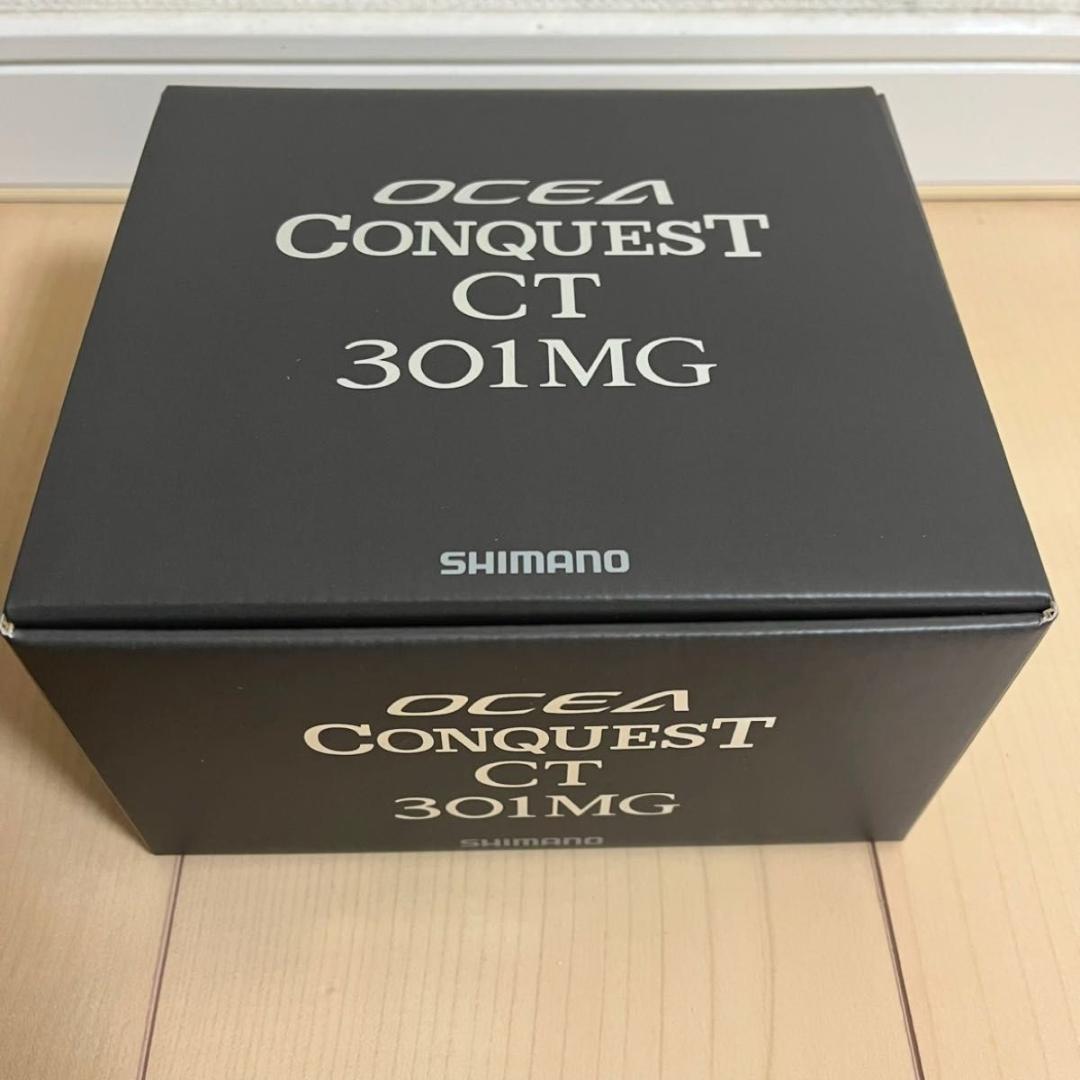 OCEA
CONQUEST
CT
301MG
SHIMANO
OCEA
CONQUEST
CT
301MG
SHIMANO